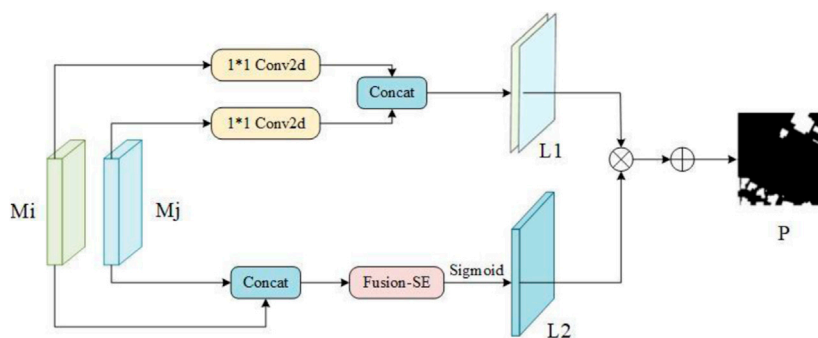 1*1 Conv2d
Concat
1*1 Conv2d
L1
Mi
Mj
P
Concat
Fusion-SE
Sigmoid
L2